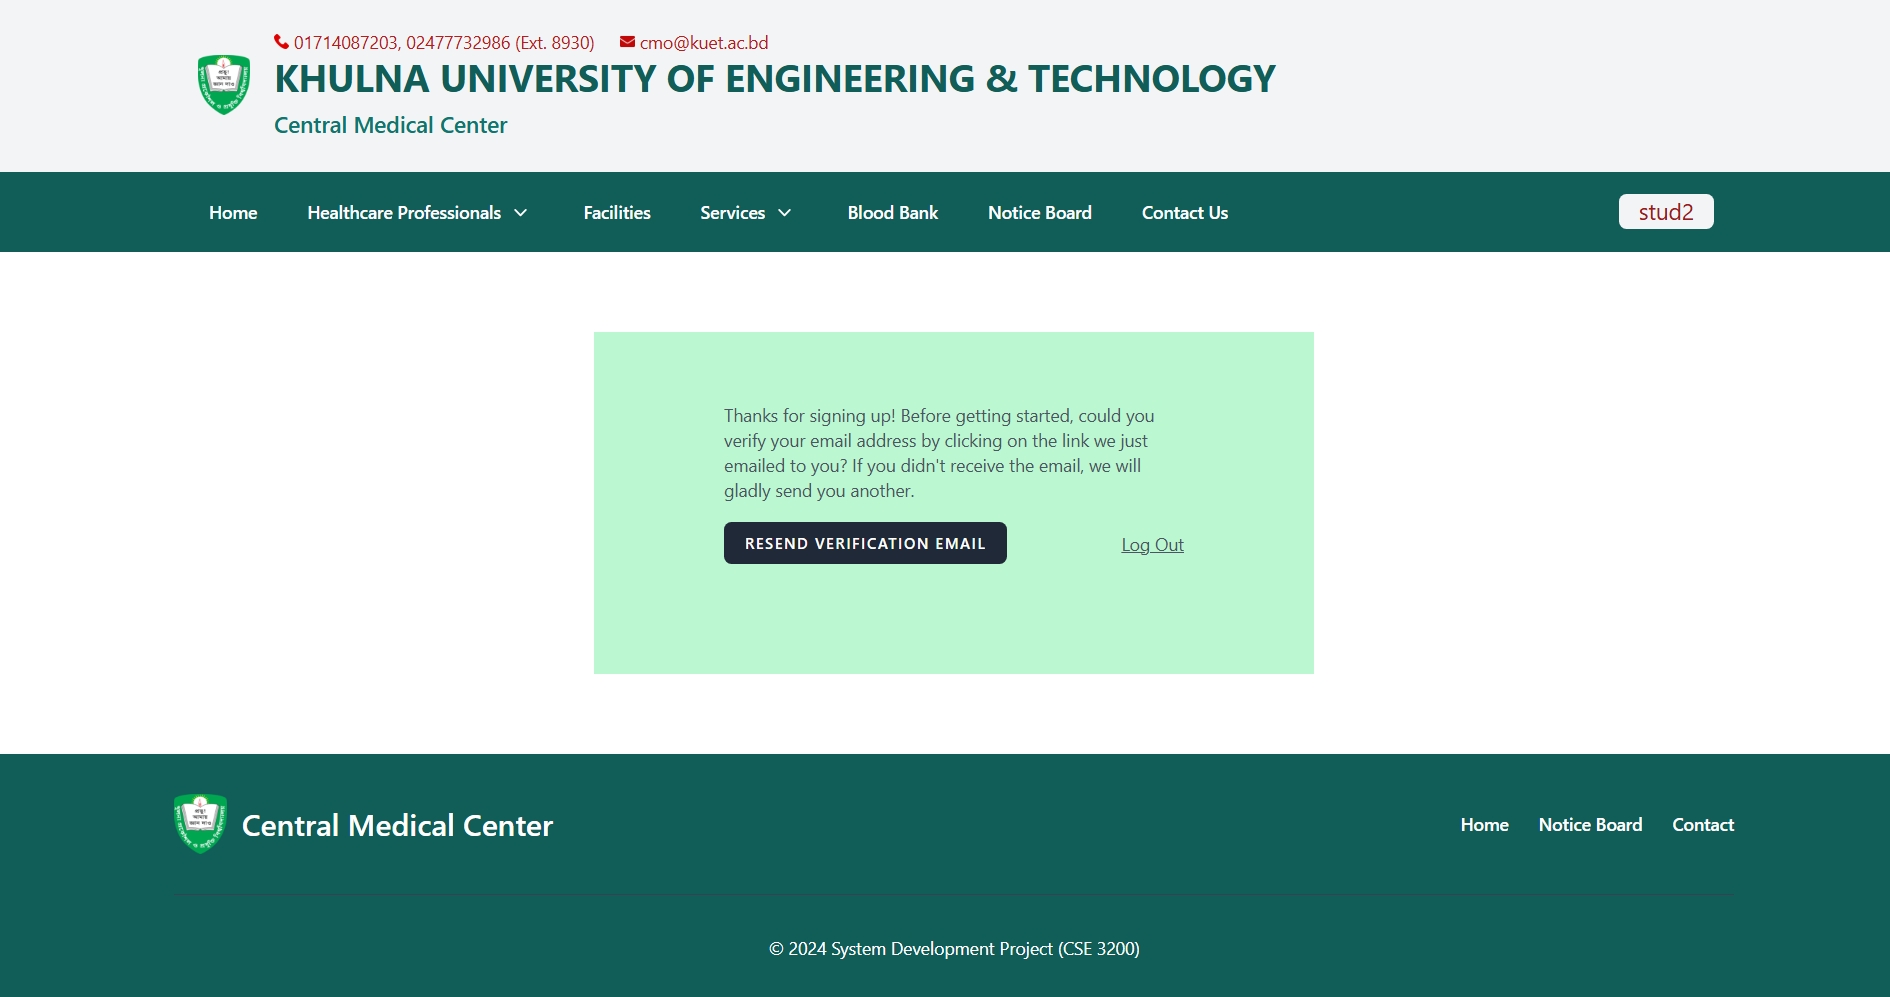 01714087203, 02477732986 (Ext. 8930) cmo@kuet.ac.bd
KHULNA UNIVERSITY OF ENGINEERING & TECHNOLOGY
Central Medical Center
Home Healthcare Professionals Facilities Services Blood Bank Notice Board Contact Us stud2
Thanks for signing up! Before getting started, could you
verify your email address by clicking on the link we just
emailed to you? If you didn't receive the email, we will
gladly send you another.
RESEND VERIFICATION EMAIL Log Out
Central Medical Center Home Notice Board Contact
© 2024 System Development Project (CSE 3200)